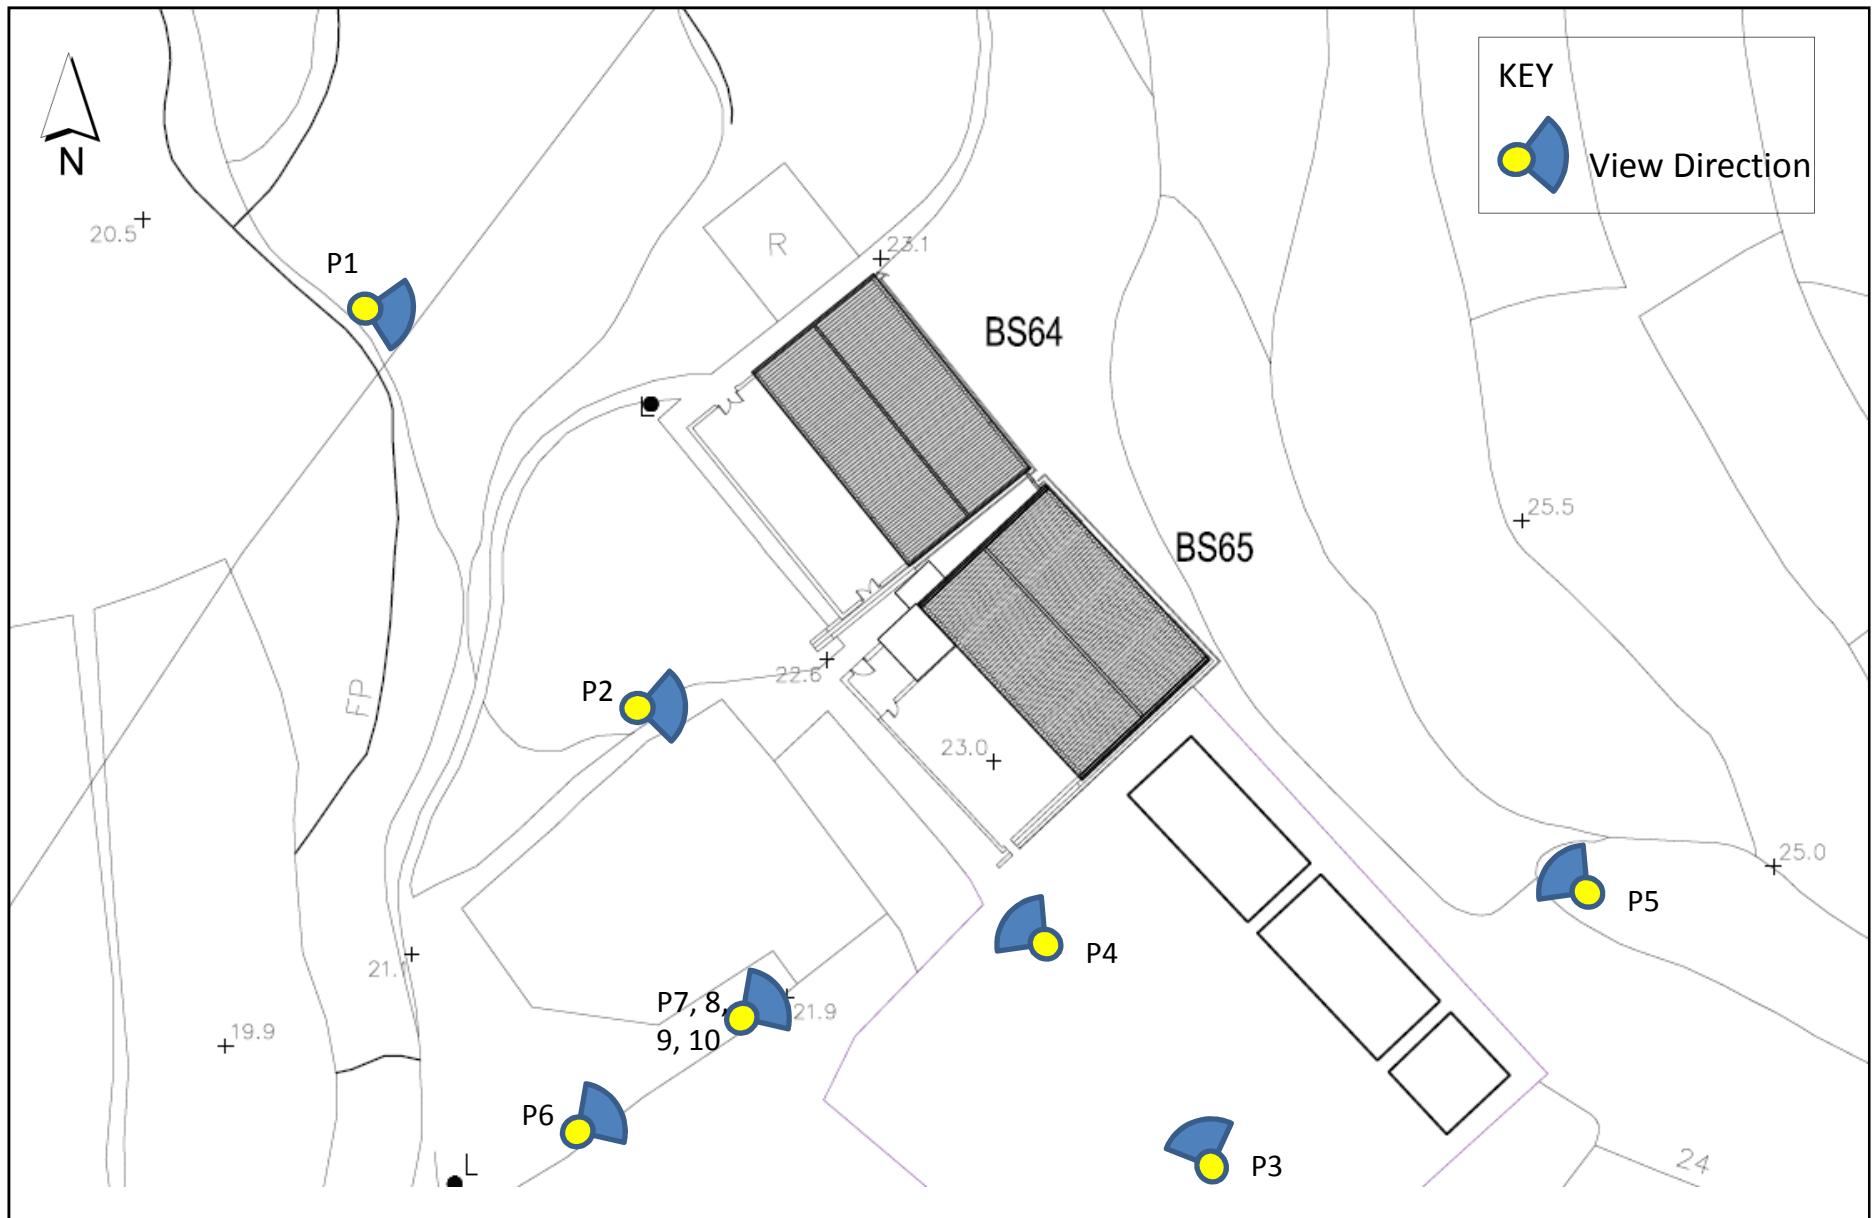 KEY
View Direction
N
20.5
P1
R
23.1
BS64
L
25.5
BS65
22.6
P2
FP
23.0
25.0
P5
P4
21.1
P7, 8,
9, 10
21.9
19.9
P6
P3
L
24